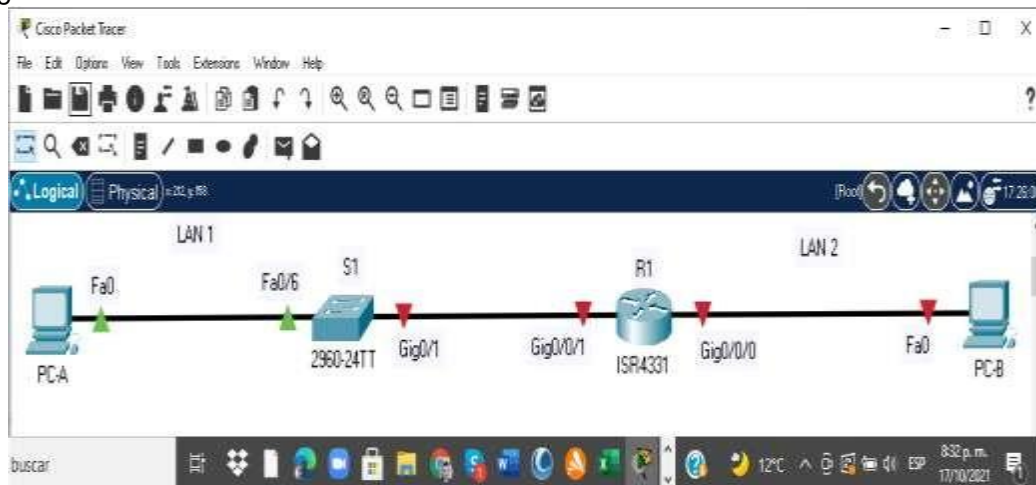 Cisco Packet Tracer
File Edit Options View Tools Extensions Window Help
?
Logical Physical
[Root]
LAN 1
LAN 2
S1
R1
Fa0
Fa0/6
PC-A
2960-24TT
Gig0/1
Gig0/0/1
ISR4331
Gig0/0/0
Fa0
PC-B
buscar
12°C
ESP
8:32 p. m.
17/10/2021